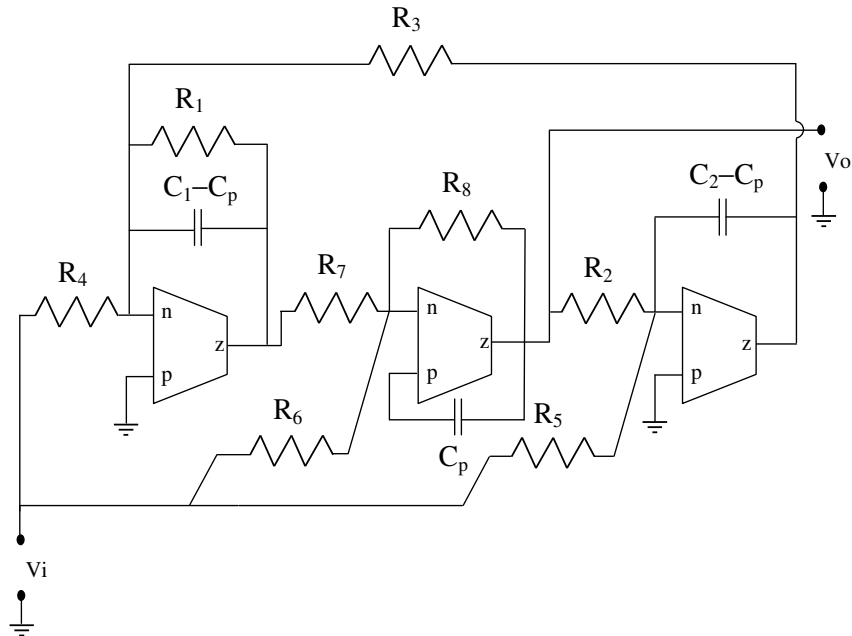 R₃
R₁
C₁–Cₚ
R₈
C₂–Cₚ
Vo
R₄
R₇
R₂
n
z
p
n
z
p
n
z
p
R₆
Cₚ
R₅
Vi